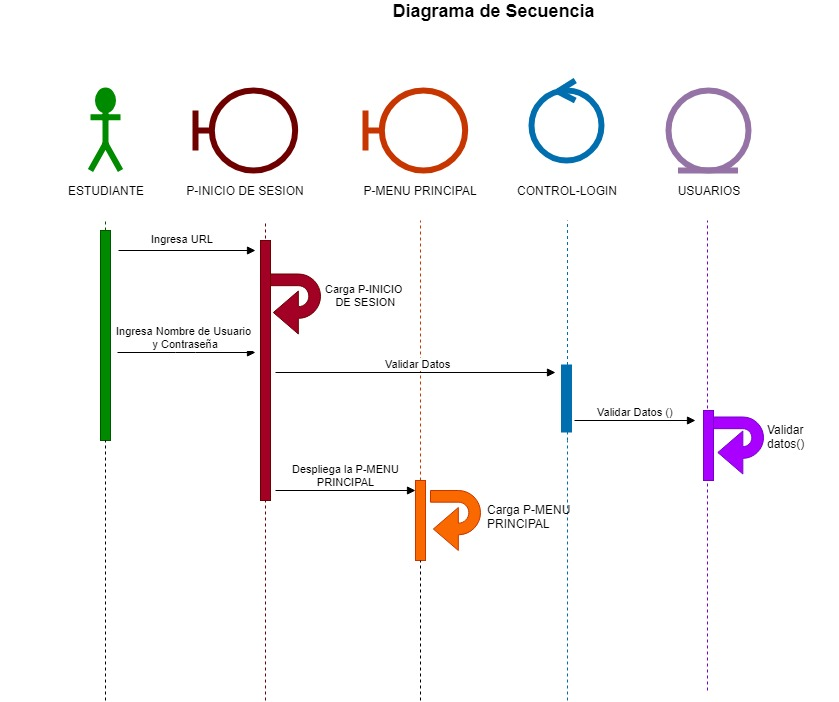 Diagrama de Secuencia
ESTUDIANTE
P-INICIO DE SESION
P-MENU PRINCIPAL
CONTROL-LOGIN
USUARIOS
Ingresa URL
Carga P-INICIO
DE SESION
Ingresa Nombre de Usuario
y Contraseña
Validar Datos
Validar Datos ()
Validar
datos()
Despliega la P-MENU
PRINCIPAL
Carga P-MENU
PRINCIPAL